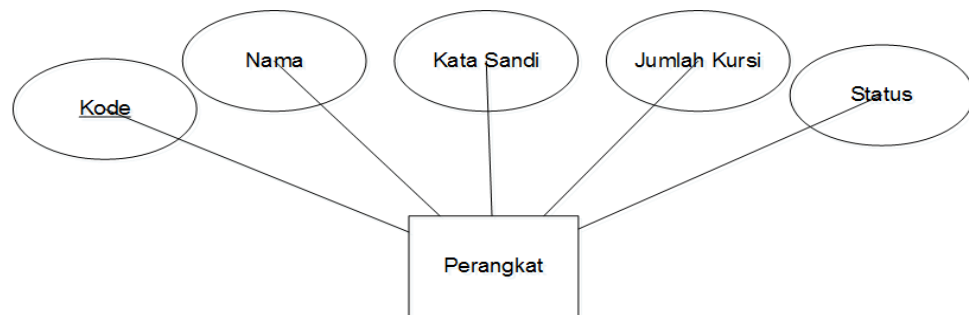 Kode
Nama
Kata Sandi
Jumlah Kursi
Status
Perangkat